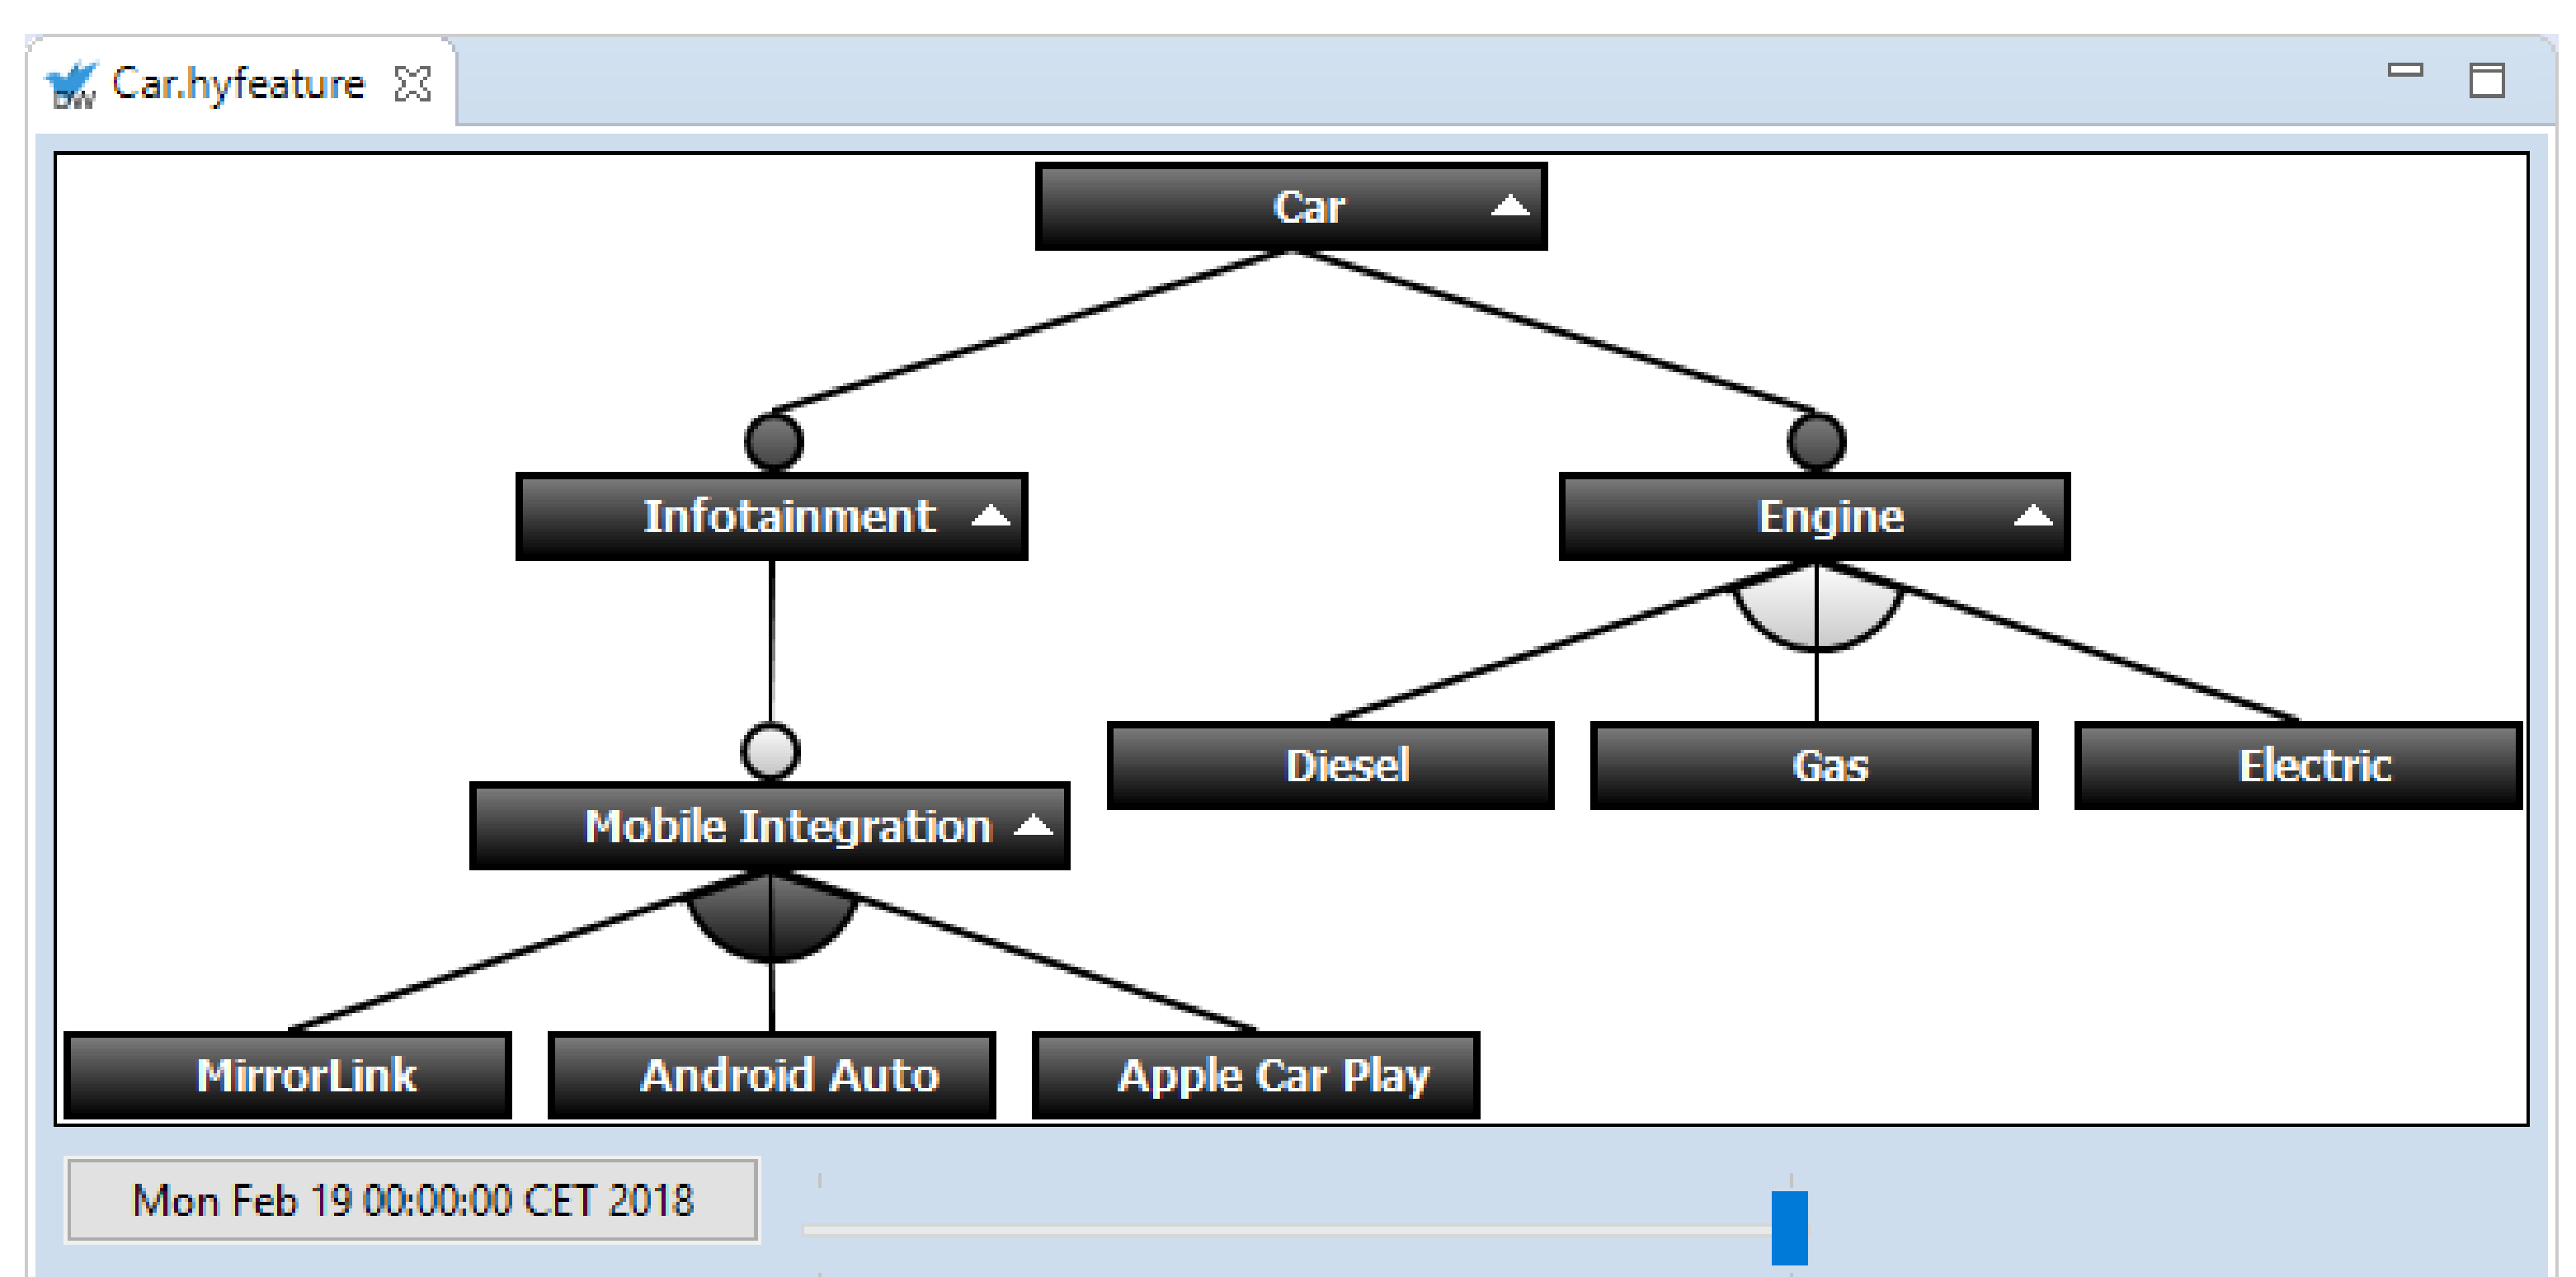 DW Car.hyfeature
Car
Infotainment Engine
Diesel Gas Electric
Mobile Integration
MirrorLink Android Auto Apple Car Play
Mon Feb 19 00:00:00 CET 2018